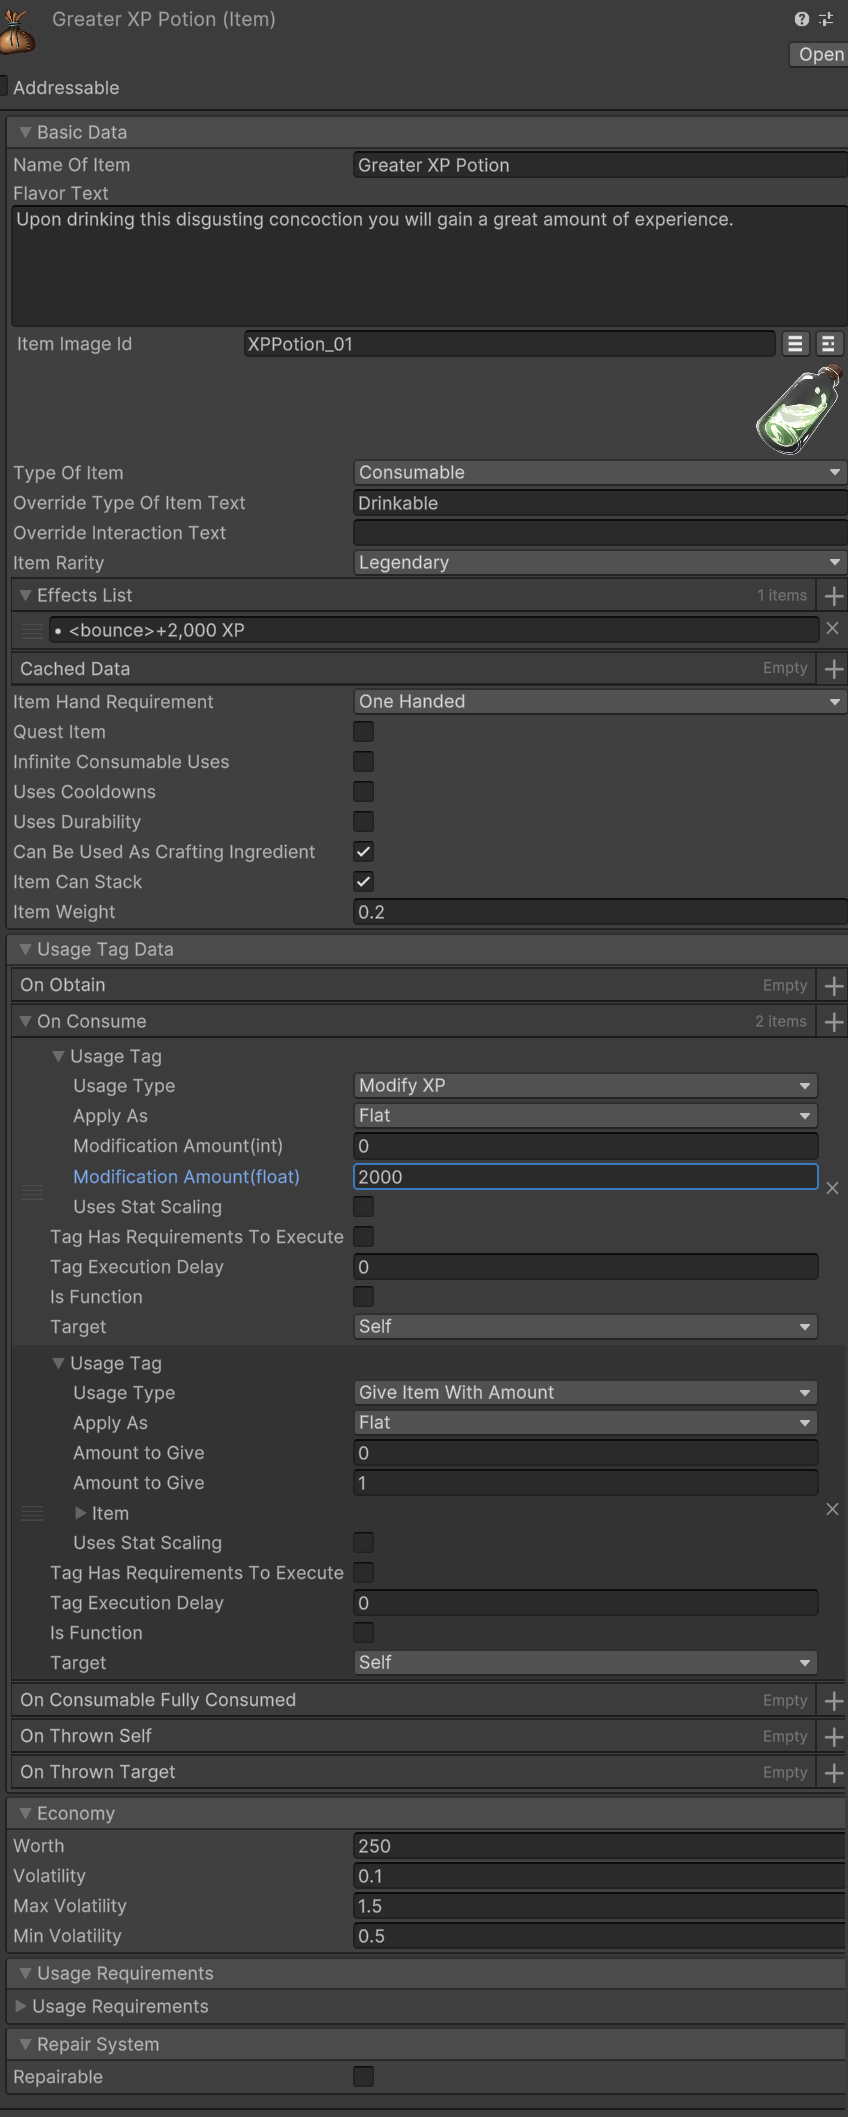 Greater XP Potion (Item)
Open
Addressable
Basic Data
Name Of Item Greater XP Potion
Flavor Text
Upon drinking this disgusting concoction you will gain a great amount of experience.
Item Image Id XPPotion_01
Type Of Item Consumable
Override Type Of Item Text Drinkable
Override Interaction Text
Item Rarity Legendary
Effects List 1 items
• <bounce>+2,000 XP
Cached Data Empty
Item Hand Requirement One Handed
Quest Item
Infinite Consumable Uses
Uses Cooldowns
Uses Durability
Can Be Used As Crafting Ingredient
Item Can Stack
Item Weight 0.2
Usage Tag Data
On Obtain Empty
On Consume 2 items
Usage Tag
Usage Type Modify XP
Apply As Flat
Modification Amount(int) 0
Modification Amount(float) 2000
Uses Stat Scaling
Tag Has Requirements To Execute
Tag Execution Delay 0
Is Function
Target Self
Usage Tag
Usage Type Give Item With Amount
Apply As Flat
Amount to Give 0
Amount to Give 1
Item
Uses Stat Scaling
Tag Has Requirements To Execute
Tag Execution Delay 0
Is Function
Target Self
On Consumable Fully Consumed Empty
On Thrown Self Empty
On Thrown Target Empty
Economy
Worth 250
Volatility 0.1
Max Volatility 1.5
Min Volatility 0.5
Usage Requirements
Usage Requirements
Repair System
Repairable